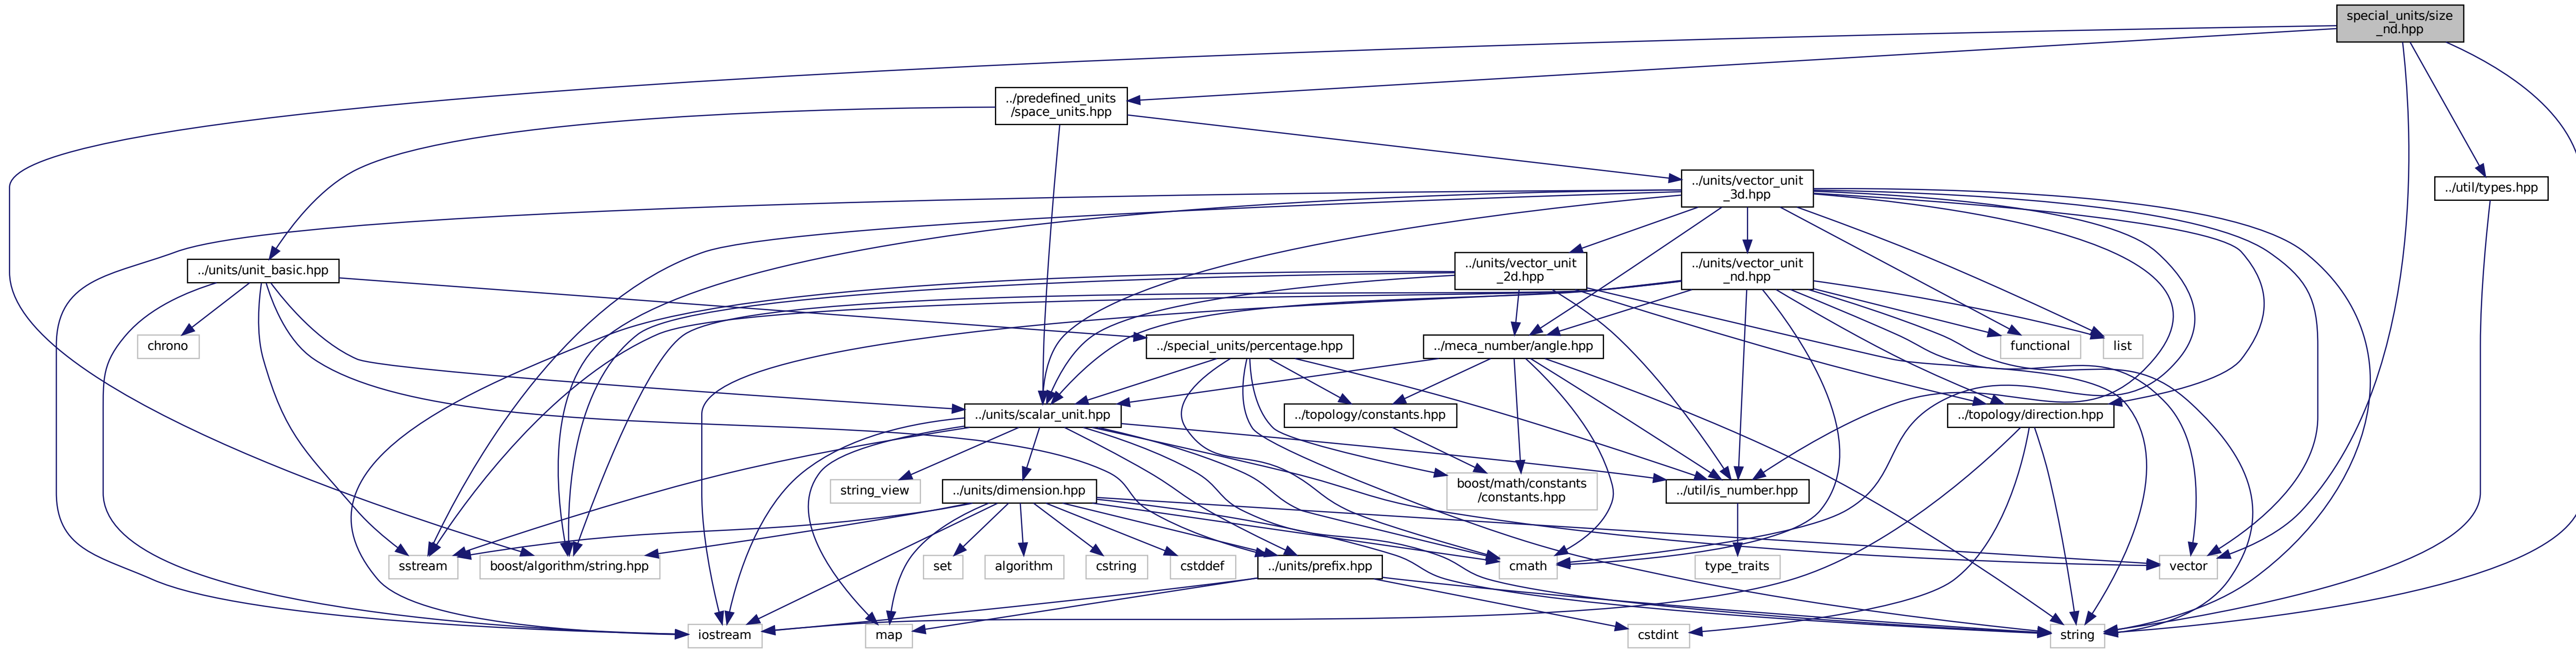 special_units/size
_nd.hpp
../predefined_units
/space_units.hpp
../units/vector_unit
_3d.hpp
../util/types.hpp
../units/unit_basic.hpp
../units/vector_unit
_2d.hpp
../units/vector_unit
_nd.hpp
chrono
../special_units/percentage.hpp
../meca_number/angle.hpp
functional
list
../units/scalar_unit.hpp
../topology/constants.hpp
../topology/direction.hpp
string_view
../units/dimension.hpp
boost/math/constants
/constants.hpp
../util/is_number.hpp
sstream
boost/algorithm/string.hpp
set
algorithm
cstring
cstddef
../units/prefix.hpp
cmath
type_traits
vector
iostream
map
cstdint
string